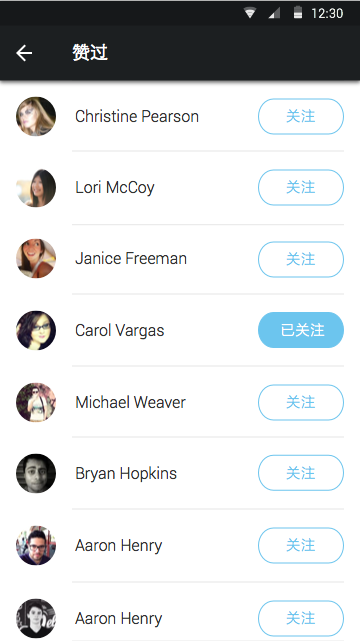 12:30
赞过
Christine Pearson 关注
Lori McCoy 关注
Janice Freeman 关注
Carol Vargas 已关注
Michael Weaver 关注
Bryan Hopkins 关注
Aaron Henry 关注
Aaron Henry 关注